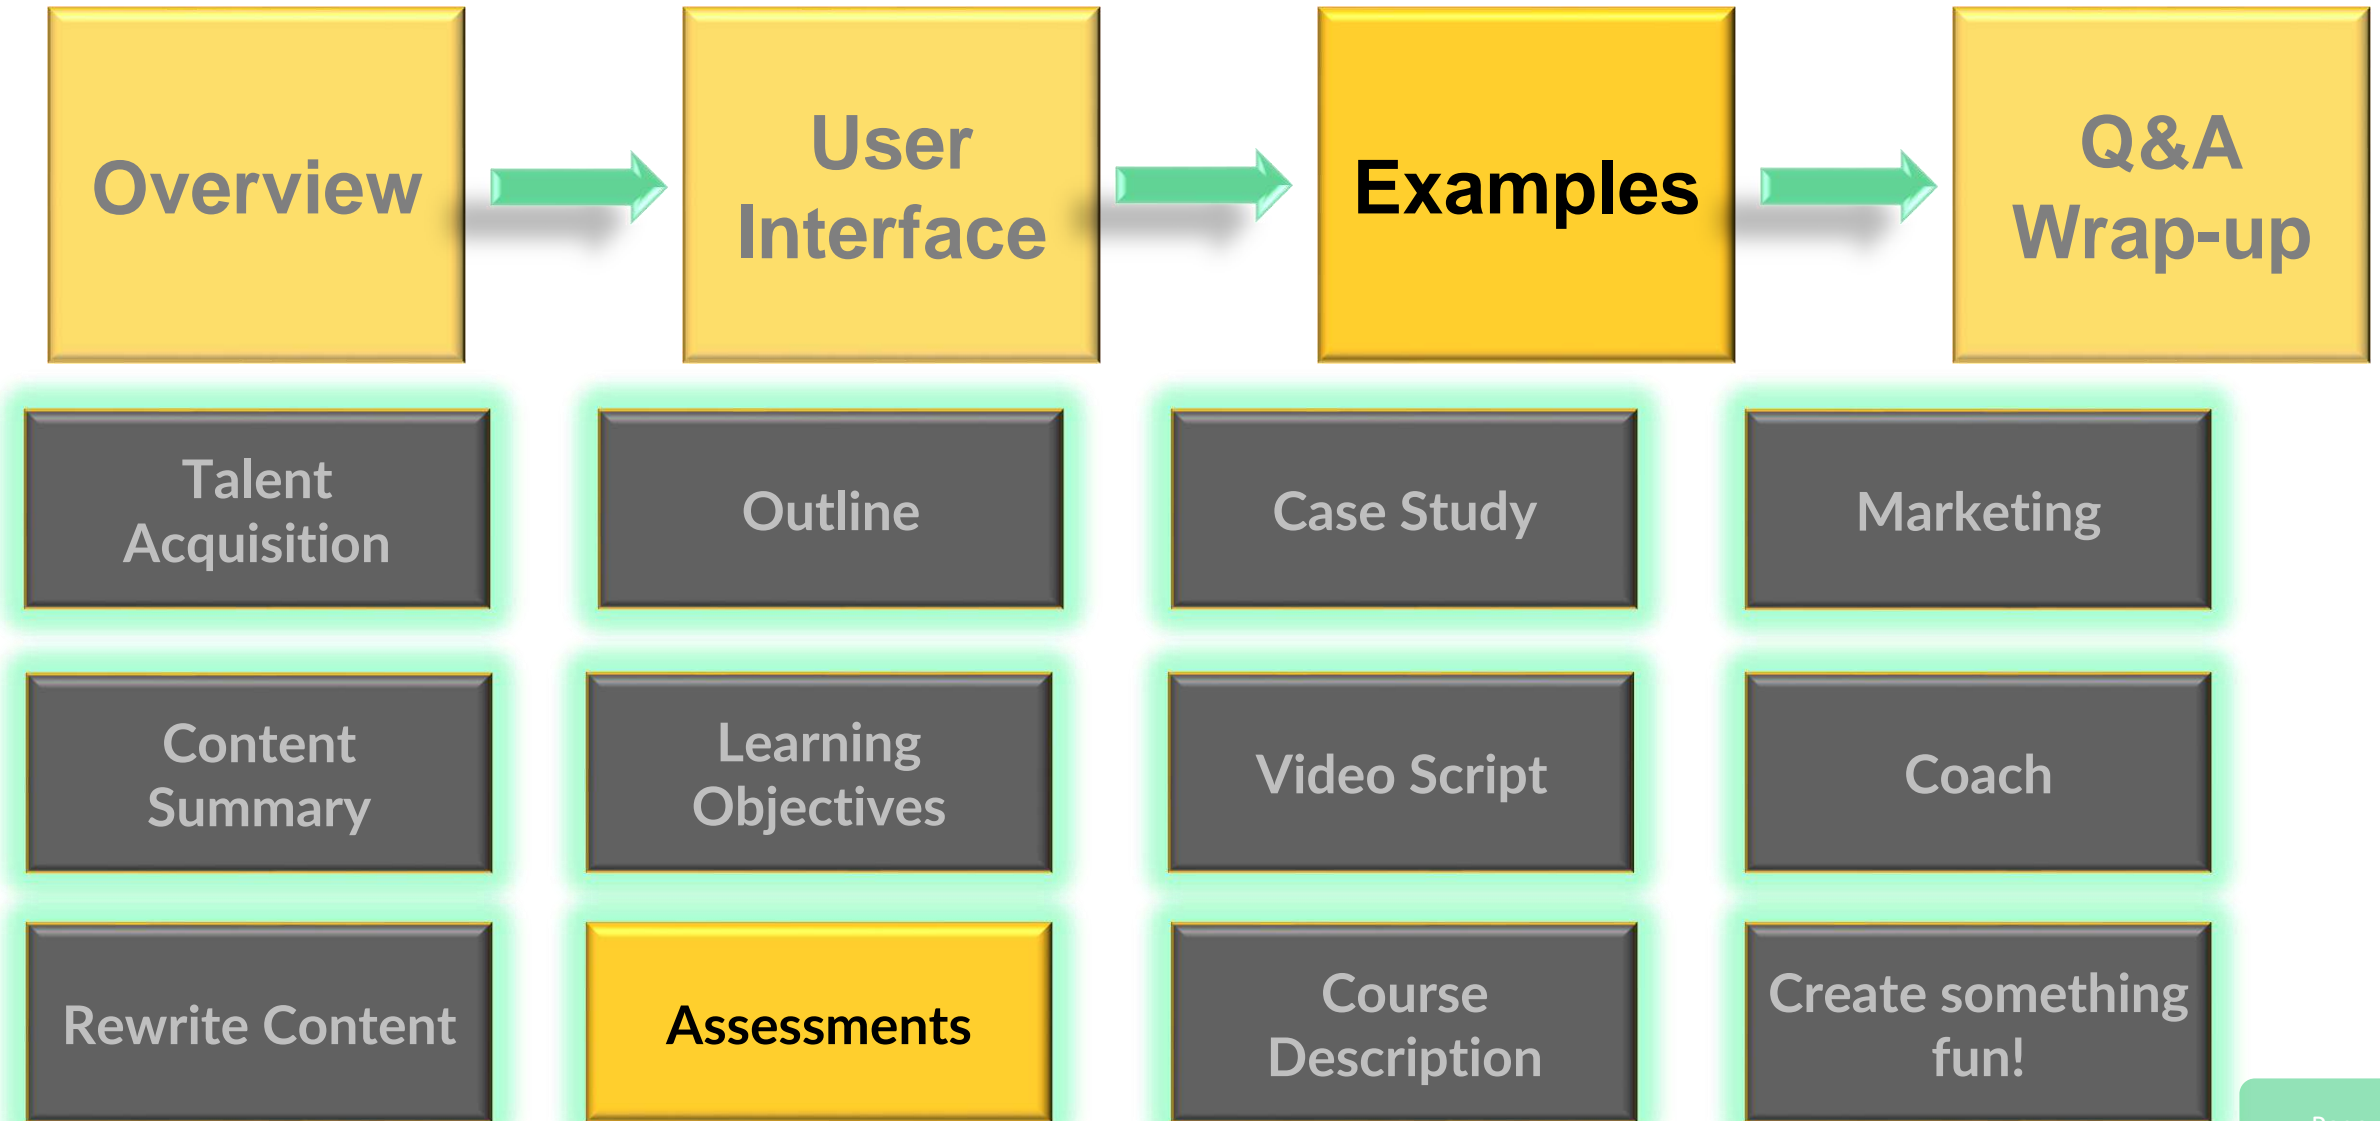 Overview
User
Interface
Examples
Q&A
Wrap-up
Talent
Acquisition
Outline
Case Study
Marketing
Content
Summary
Learning
Objectives
Video Script
Coach
Rewrite Content
Assessments
Course
Description
Create something
fun!